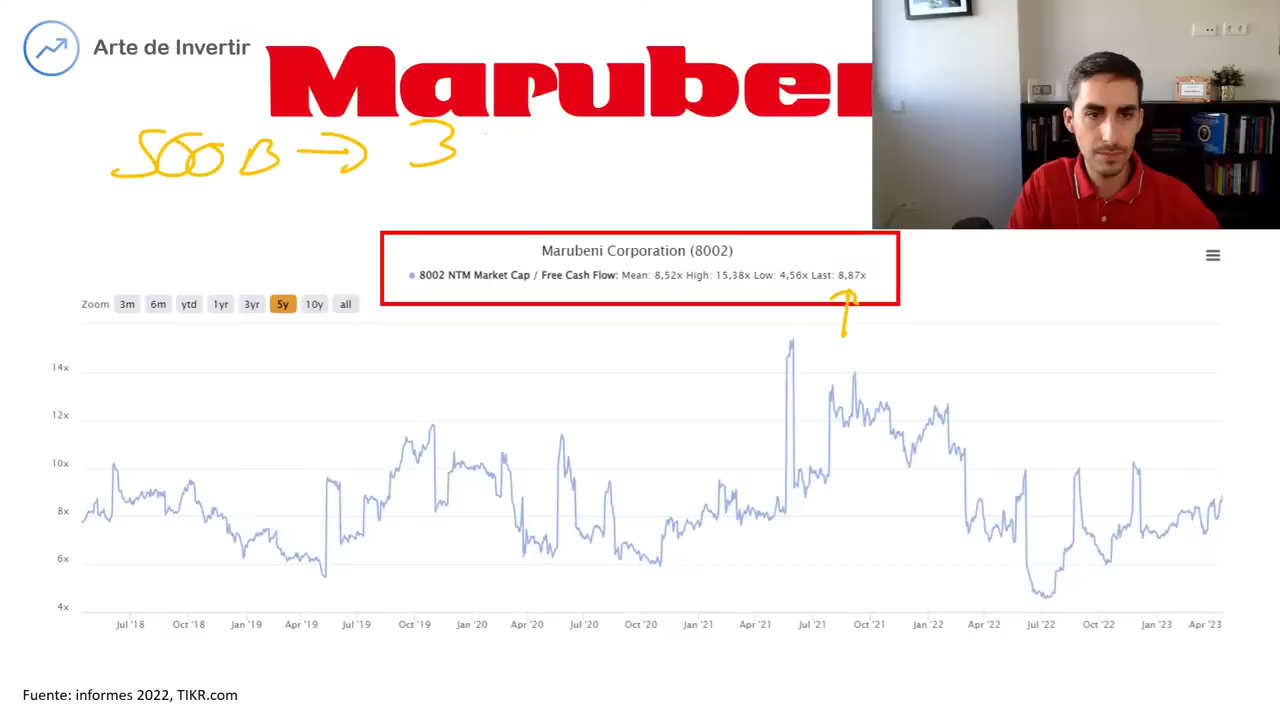 Arte de Invertir
Marubeni
500 B → 3
Marubeni Corporation (8002)
8002 NTM Market Cap / Free Cash Flow: Mean: 8,52x High: 15,38x Low: 4,56x Last: 8,87x
Zoom 3m 6m ytd 1yr 3yr 5y 10y all
14x
12x
10x
8x
6x
4x
Jul '18 Oct '18 Jan '19 Apr '19 Jul '19 Oct '19 Jan '20 Apr '20 Jul '20 Oct '20 Jan '21 Apr '21 Jul '21 Oct '21 Jan '22 Apr '22 Jul '22 Oct '22 Jan '23 Apr '23
Fuente: informes 2022, TIKR.com